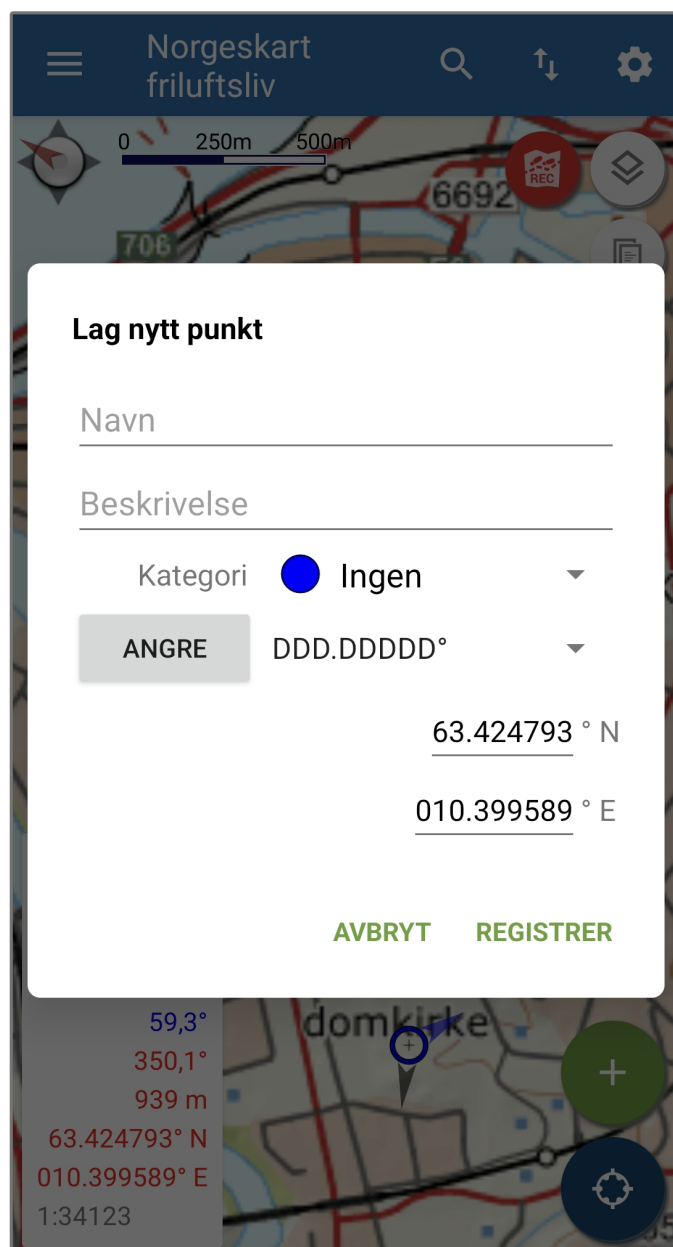 Norgeskart
friluftsliv
0 250m 500m
REC
6692
706
Lag nytt punkt
Navn
Beskrivelse
Kategori Ingen
ANGRE DDD.DDDDD°
63.424793 ° N
010.399589 ° E
AVBRYT REGISTRER
domkirke
59,3°
350,1°
939 m
63.424793° N
010.399589° E
1:34123